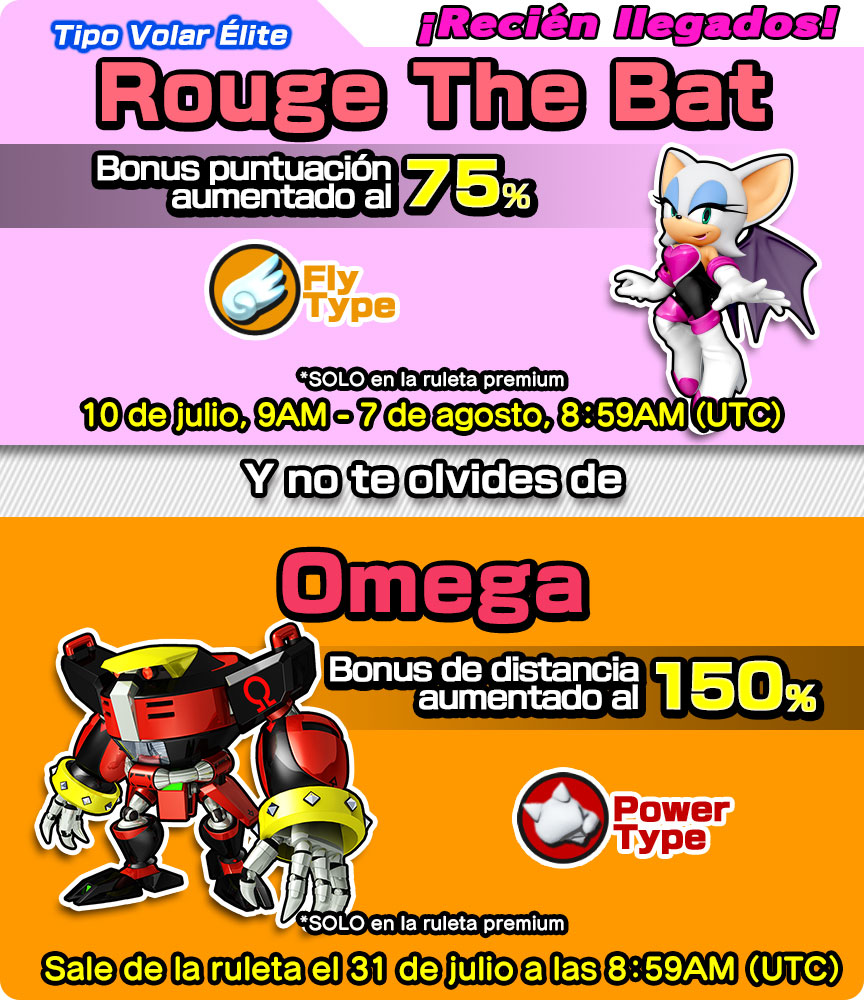 Tipo Volar Élite
¡Recién llegados!
Rouge The Bat
Bonus puntuación
aumentado al 75%
Fly
Type
*SOLO en la ruleta premium
10 de julio, 9AM - 7 de agosto, 8:59AM (UTC)
Y no te olvides de
Omega
Bonus de distancia
aumentado al 150%
Power
Type
*SOLO en la ruleta premium
Sale de la ruleta el 31 de julio a las 8:59AM (UTC)